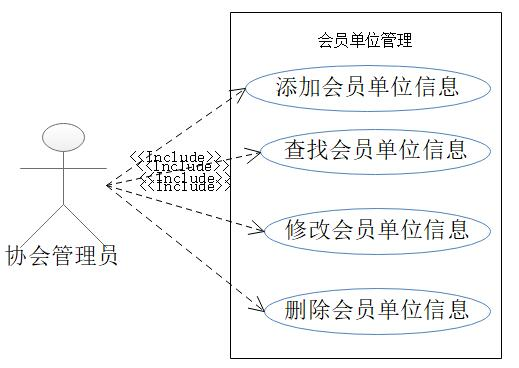 会员单位管理
添加会员单位信息
<<Include>>
<<Include>>
<<Include>>
<<Include>>
查找会员单位信息
修改会员单位信息
协会管理员
删除会员单位信息